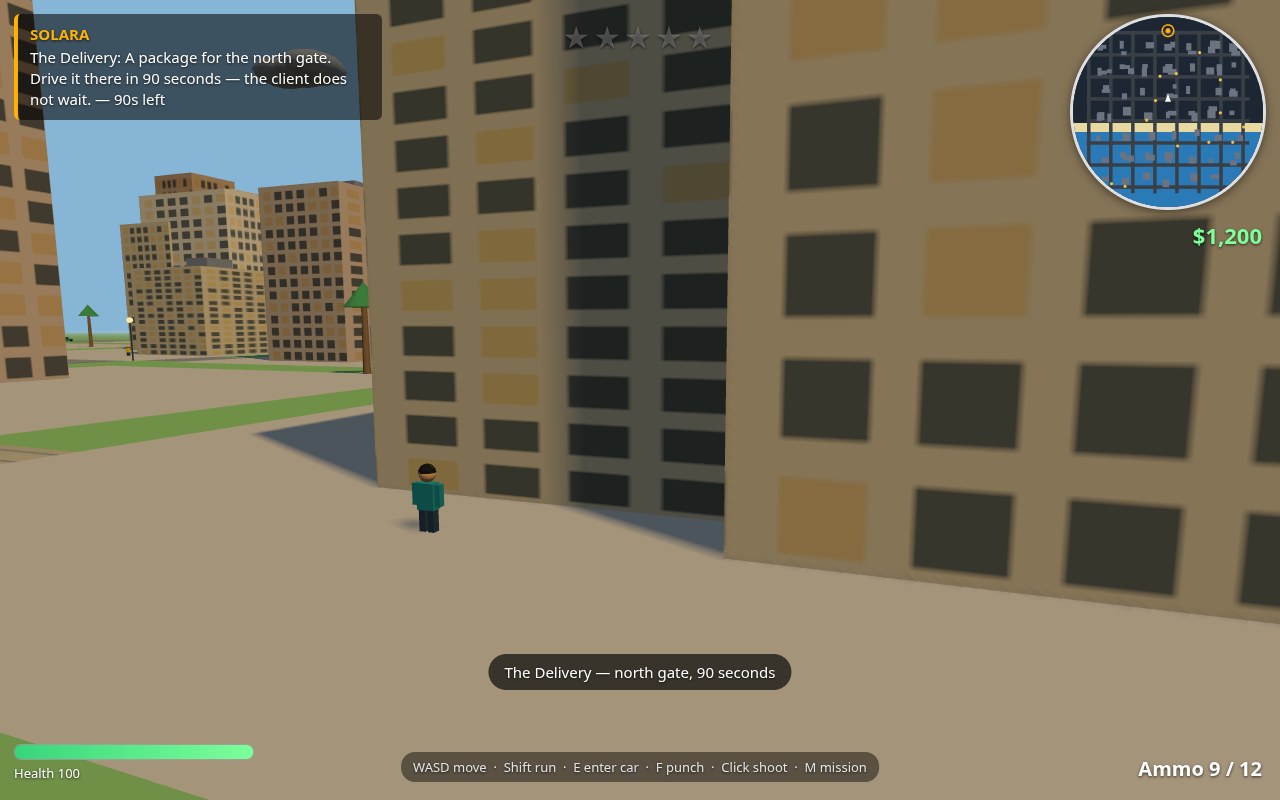 SOLARA
The Delivery: A package for the north gate.
Drive it there in 90 seconds — the client does
not wait. — 90s left
$1,200
The Delivery — north gate, 90 seconds
Health 100
WASD move · Shift run · E enter car · F punch · Click shoot · M mission
Ammo 9 / 12